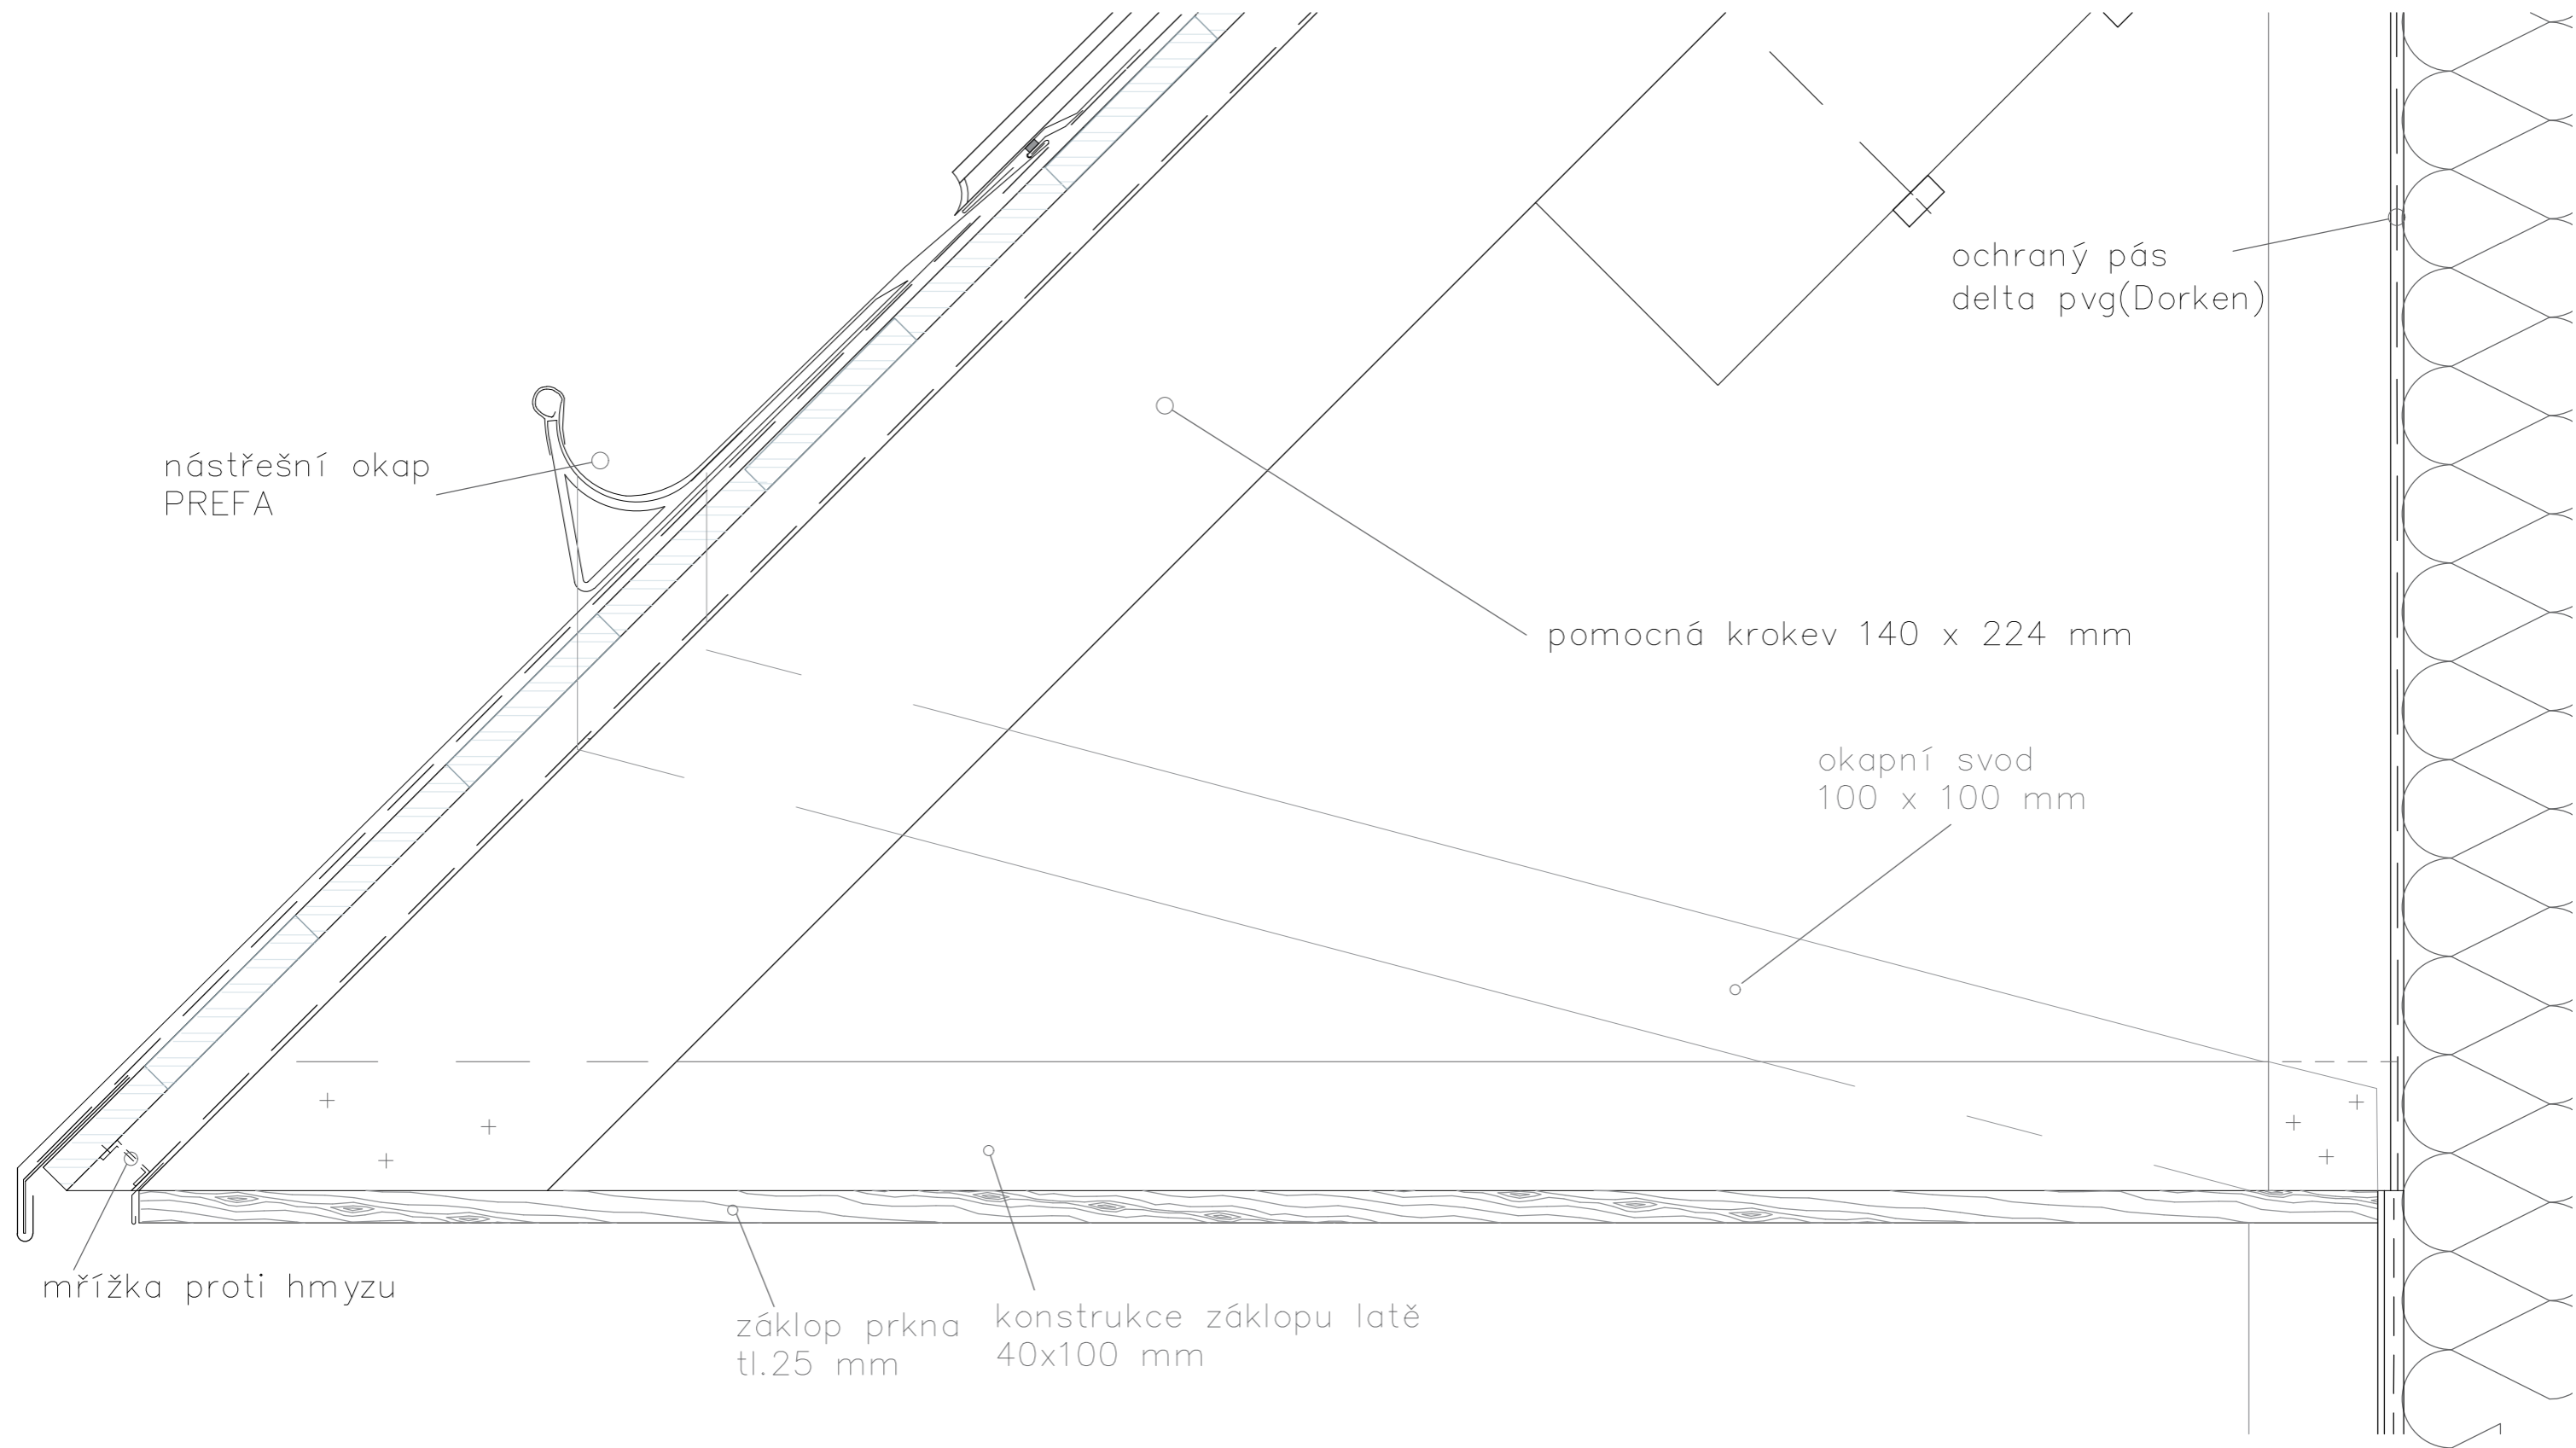 ochraný pás
delta pvg(Dorken)
nástřešní okap
PREFA
pomocná krokev 140 x 224 mm
okapní svod
100 x 100 mm
mřížka proti hmyzu
záklop prkna
tl.25 mm
konstrukce záklopu latě
40x100 mm